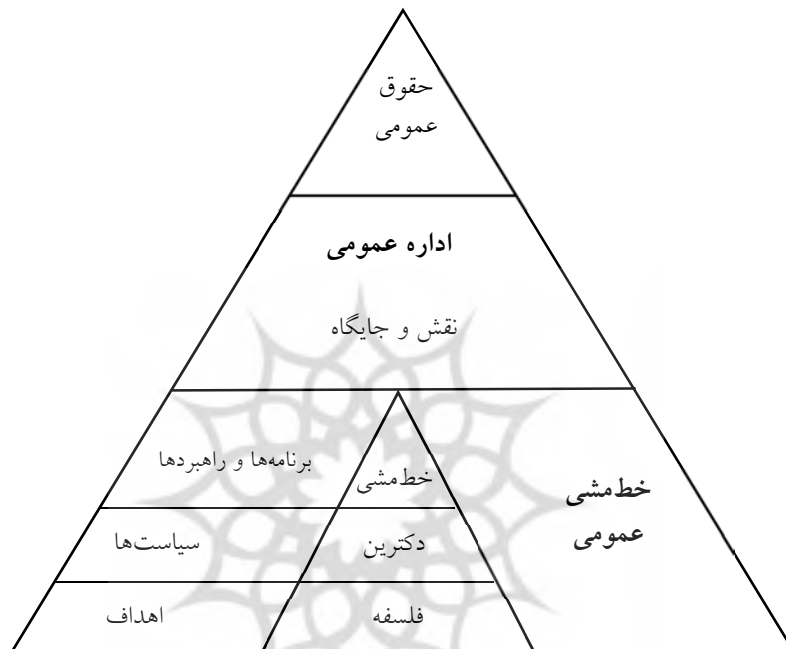 حقوق
عمومی
اداره عمومی
نقش و جایگاه
خط‌مشی
عمومی
خط‌مشی
برنامه‌ها و راهبردها
دکترین
سیاست‌ها
فلسفه
اهداف